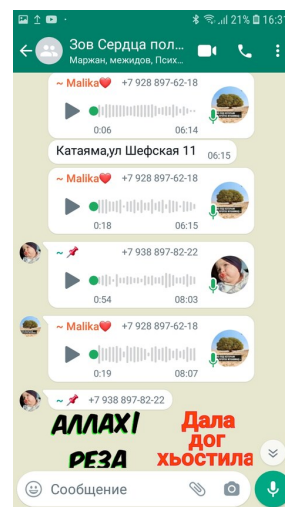 21% 16:31
Зов Сердца пол...
Маржан, межидов, Псих...
~ Malika❤️ +7 928 897-62-18
0:06 06:14
Катаяма,ул Шефская 11 06:15
~ Malika❤️ +7 928 897-62-18
0:18 06:15
~ 📌 +7 938 897-82-22
0:54 08:03
~ Malika❤️ +7 928 897-62-18
0:19 08:07
~ 📌 +7 938 897-82-22
АЛЛАХІ Дала
РЕЗА дог
хьостила
Сообщение